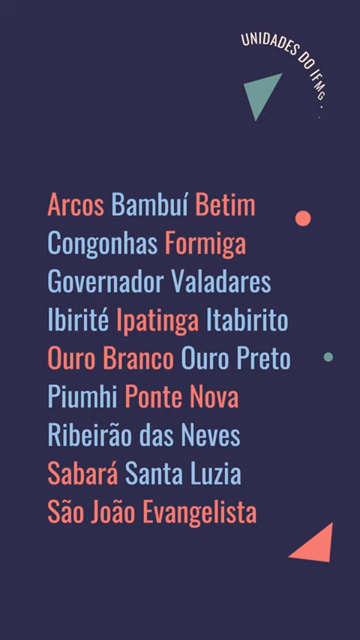 UNIDADES DO IFMG
Arcos Bambuí Betim
Congonhas Formiga
Governador Valadares
Ibirité Ipatinga Itabirito
Ouro Branco Ouro Preto
Piumhi Ponte Nova
Ribeirão das Neves
Sabará Santa Luzia
São João Evangelista